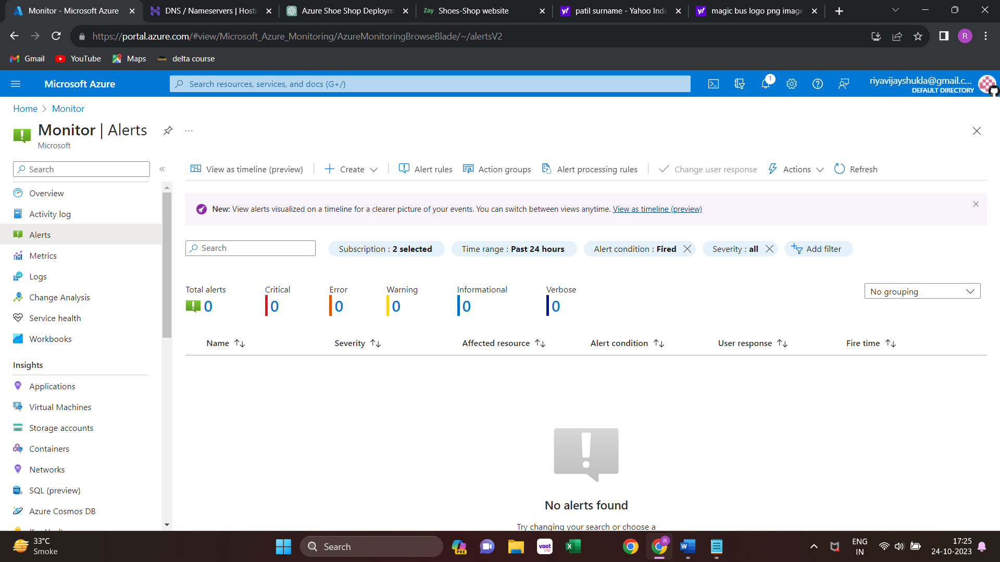 Monitor - Microsoft Azure
DNS / Nameservers | Hosti
Azure Shoe Shop Deploym
Zay Shoes-Shop website
patil surname - Yahoo Indi
magic bus logo png image
https://portal.azure.com/#view/Microsoft_Azure_Monitoring/AzureMonitoringBrowseBlade/~/alertsV2
R
Gmail
YouTube
Maps
COLLEGE
delta course
Microsoft Azure
Search resources, services, and docs (G+/)
1
riyavijayshukla@gmail.c...
DEFAULT DIRECTORY
Home > Monitor
Monitor | Alerts
...
Microsoft
Search
«
Overview
Activity log
Alerts
Metrics
Logs
Change Analysis
Service health
Workbooks
Insights
Applications
Virtual Machines
Storage accounts
Containers
Networks
SQL (preview)
Azure Cosmos DB
View as timeline (preview)
Create
Alert rules
Action groups
Alert processing rules
Change user response
Actions
Refresh
New: View alerts visualized on a timeline for a clearer picture of your events. You can switch between views anytime. View as timeline (preview)
Search
Subscription : 2 selected
Time range : Past 24 hours
Alert condition : Fired
Severity : all
Add filter
Total alerts
0
Critical
0
Error
0
Warning
0
Informational
0
Verbose
0
No grouping
Name
Severity
Affected resource
Alert condition
User response
Fire time
No alerts found
Try changing your search or choose a
33°C
Smoke
Search
PRE
voot
Lite
R
ENG
IN
17:25
24-10-2023